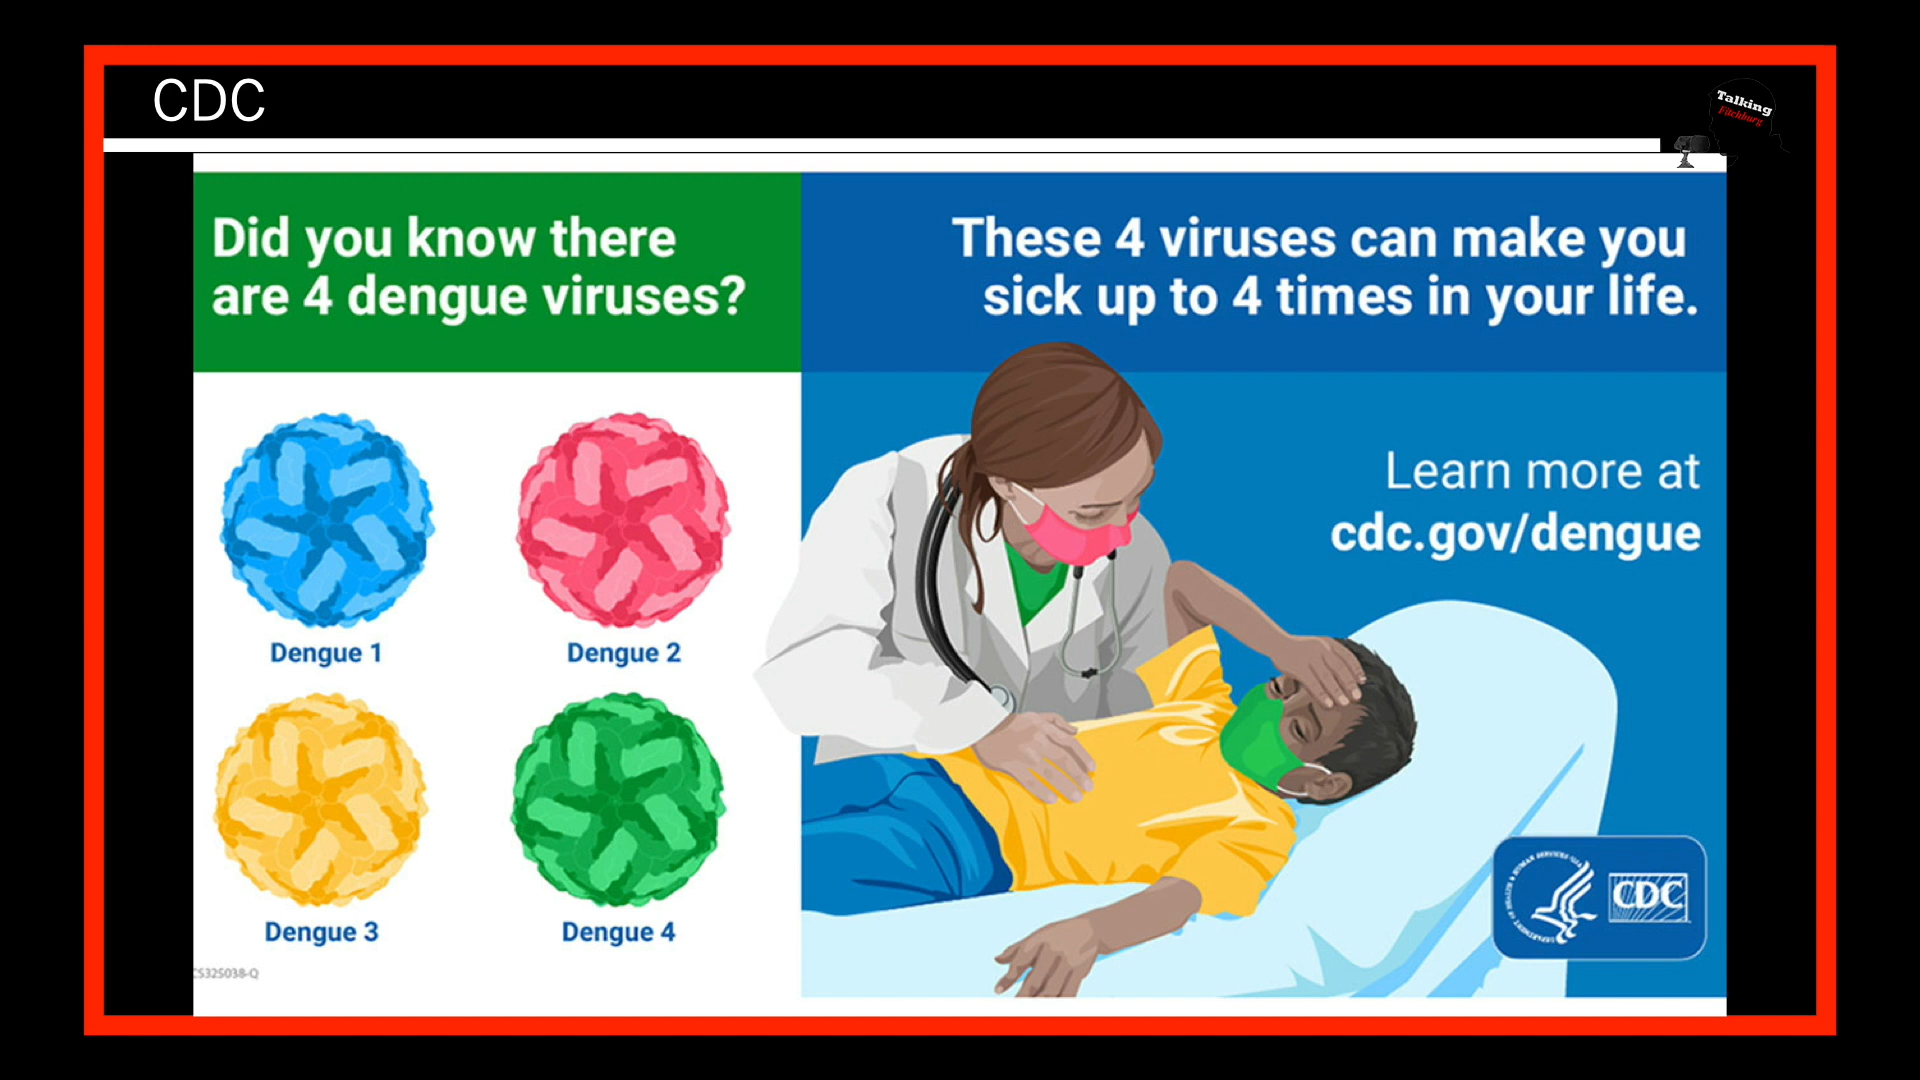 CDC
Talking
Fitchburg
Did you know there
are 4 dengue viruses?
These 4 viruses can make you
sick up to 4 times in your life.
Learn more at
cdc.gov/dengue
Dengue 1
Dengue 2
Dengue 3
Dengue 4
CS325038-Q
CDC